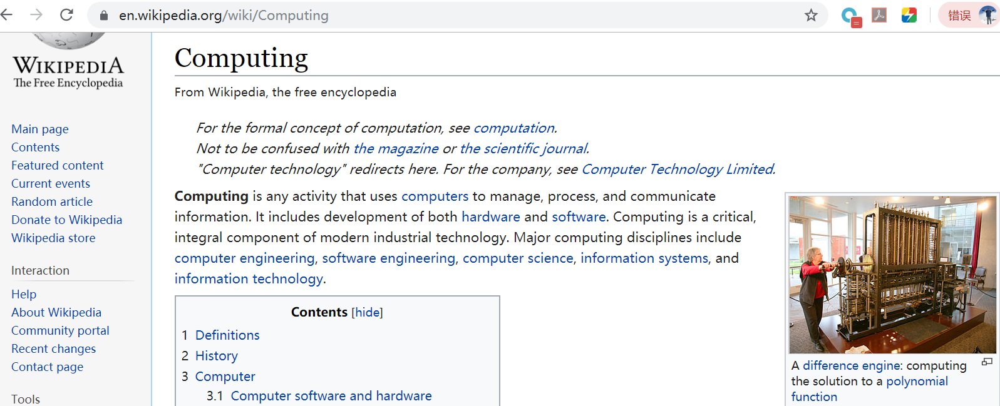 en.wikipedia.org/wiki/Computing
错误
WIKIPEDIA
The Free Encyclopedia
Main page
Contents
Featured content
Current events
Random article
Donate to Wikipedia
Wikipedia store
Interaction
Help
About Wikipedia
Community portal
Recent changes
Contact page
Tools
Computing
From Wikipedia, the free encyclopedia
For the formal concept of computation, see computation.
Not to be confused with the magazine or the scientific journal.
"Computer technology" redirects here. For the company, see Computer Technology Limited.
Computing is any activity that uses computers to manage, process, and communicate
information. It includes development of both hardware and software. Computing is a critical,
integral component of modern industrial technology. Major computing disciplines include
computer engineering, software engineering, computer science, information systems, and
information technology.
Contents [hide]
1 Definitions
2 History
3 Computer
3.1 Computer software and hardware
A difference engine: computing
the solution to a polynomial
function